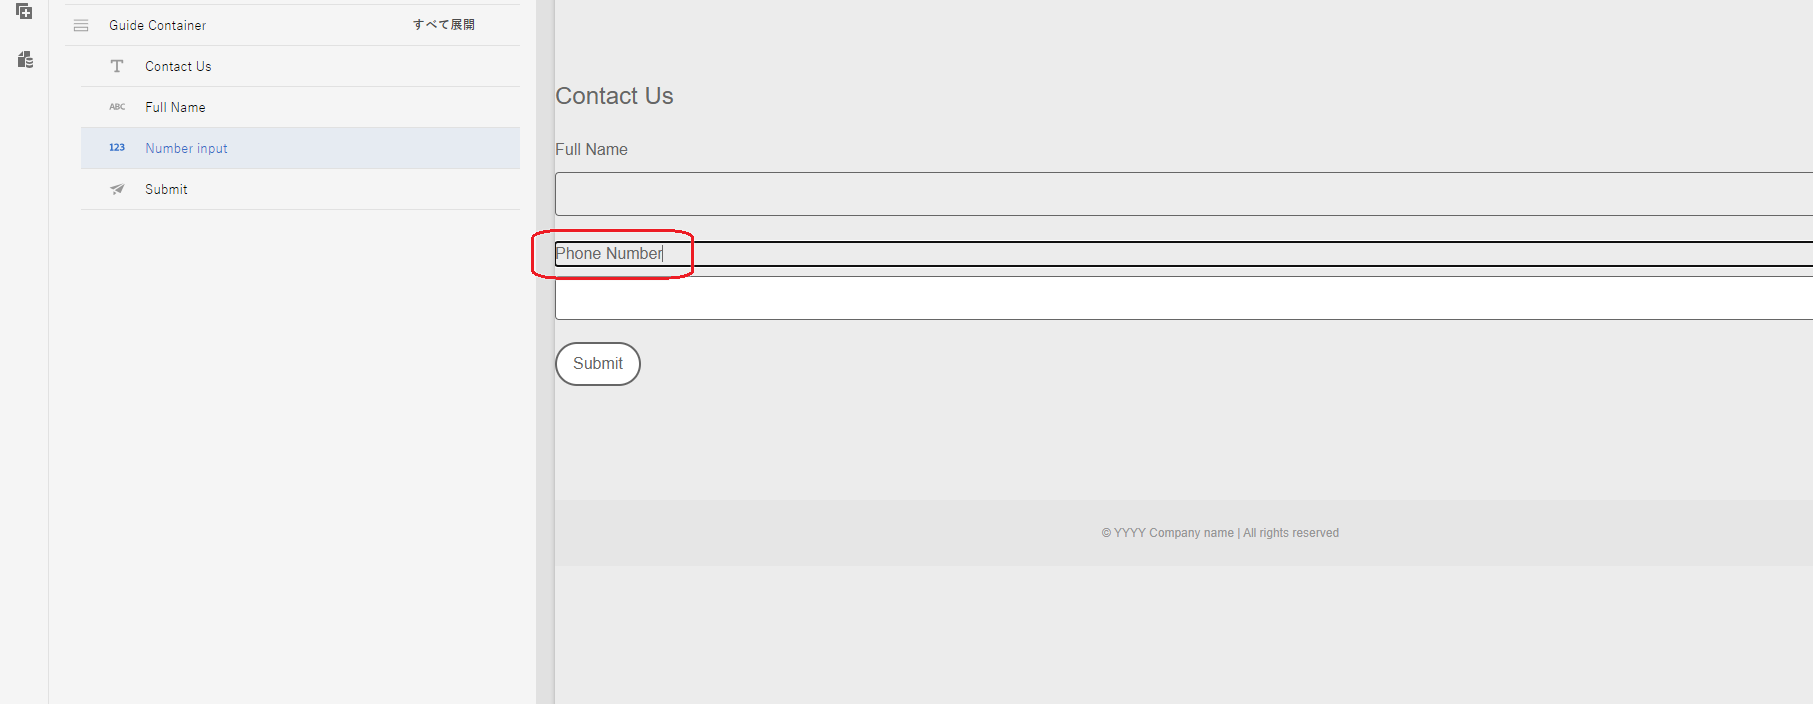 Guide Container すべて展開
Contact Us
ABC Full Name
123 Number input
Submit
Contact Us
Full Name
Phone Number
Submit
© YYYY Company name | All rights reserved